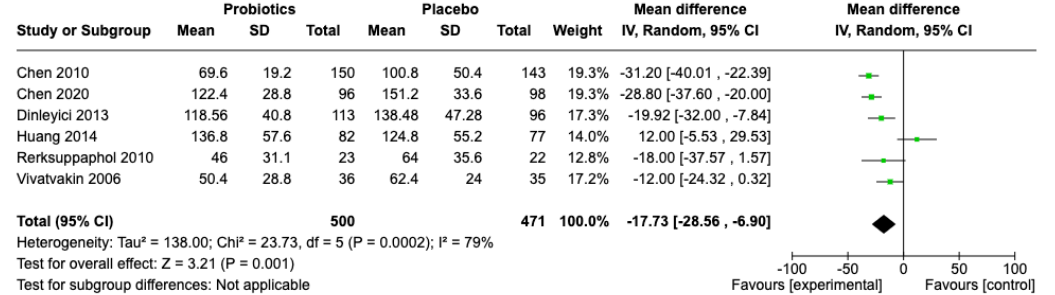 Probiotics Placebo Mean difference Mean difference
Study or Subgroup Mean SD Total Mean SD Total Weight IV, Random, 95% CI IV, Random, 95% CI
Chen 2010 69.6 19.2 150 100.8 50.4 143 19.3% -31.20 [-40.01 , -22.39]
Chen 2020 122.4 28.8 96 151.2 33.6 98 19.3% -28.80 [-37.60 , -20.00]
Dinleyici 2013 118.56 40.8 113 138.48 47.28 96 17.3% -19.92 [-32.00 , -7.84]
Huang 2014 136.8 57.6 82 124.8 55.2 77 14.0% 12.00 [-5.53 , 29.53]
Rerksuppaphol 2010 46 31.1 23 64 35.6 22 12.8% -18.00 [-37.57 , 1.57]
Vivatvakin 2006 50.4 28.8 36 62.4 24 35 17.2% -12.00 [-24.32 , 0.32]
Total (95% CI) 500 471 100.0% -17.73 [-28.56 , -6.90]
Heterogeneity: Tau² = 138.00; Chi² = 23.73, df = 5 (P = 0.0002); I² = 79%
Test for overall effect: Z = 3.21 (P = 0.001)
Test for subgroup differences: Not applicable
-100 -50 0 50 100
Favours [experimental] Favours [control]